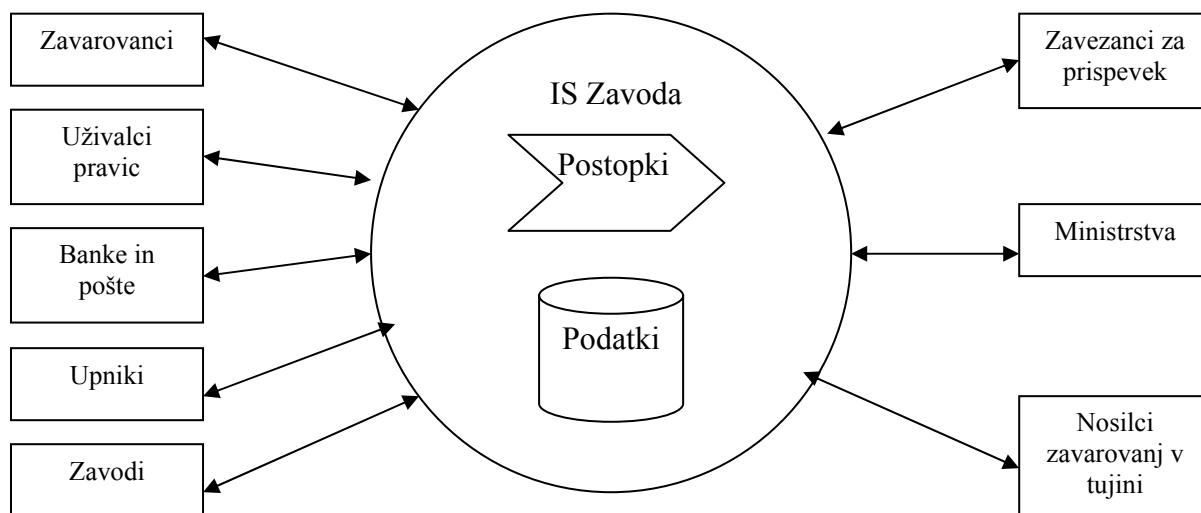 Zavarovanci
Uživalci
pravic
Banke in
pošte
Upniki
Zavodi
IS Zavoda
Postopki
Podatki
Zavezanci za
prispevek
Ministrstva
Nosilci
zavarovanj v
tujini